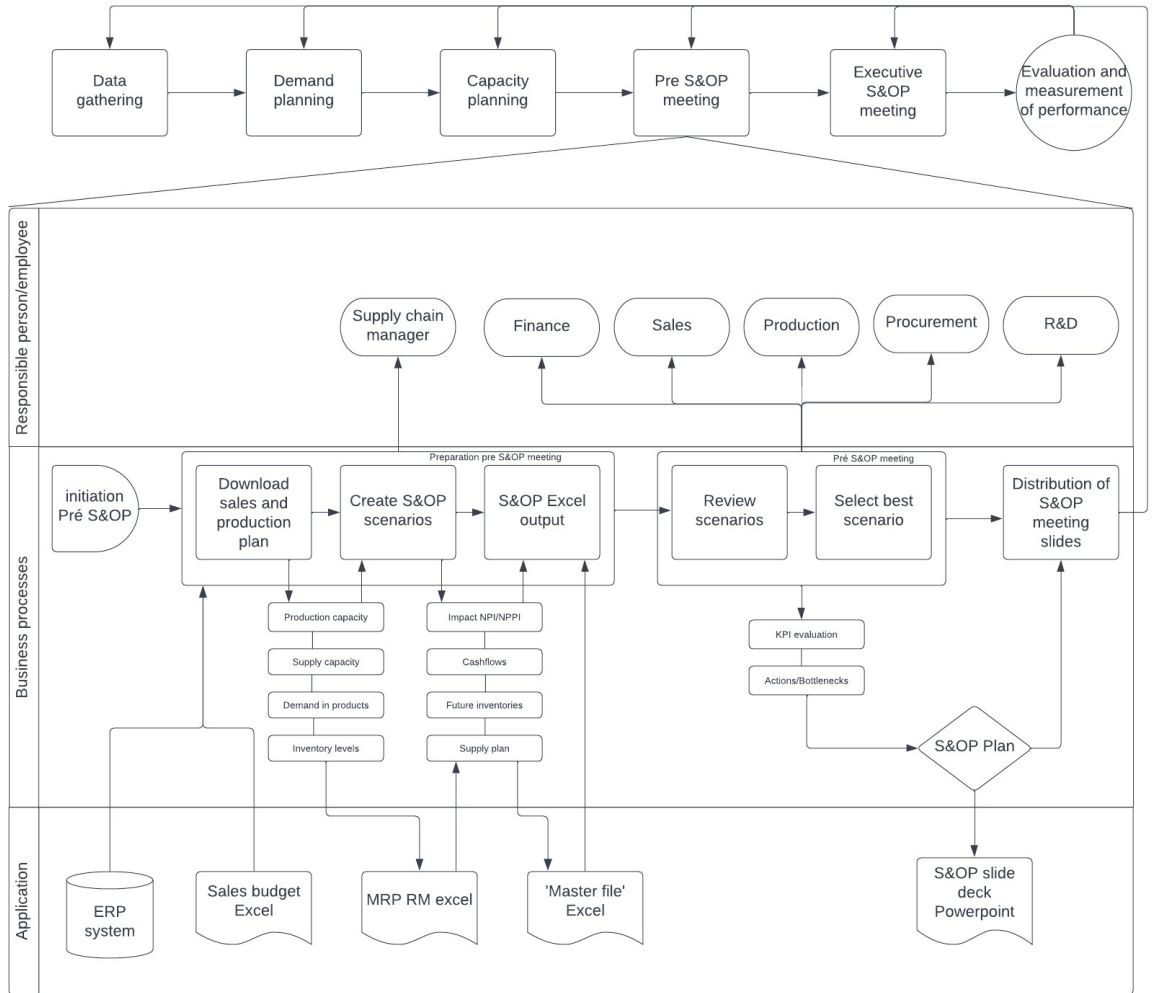 Data
gathering
Demand
planning
Capacity
planning
Pre S&OP
meeting
Executive
S&OP
meeting
Evaluation and
measurement
of performance
Responsible person/employee
Supply chain
manager
Finance
Sales
Production
Procurement
R&D
Business processes
initiation
Pré S&OP
Preparation pre S&OP meeting
Download
sales and
production
plan
Create S&OP
scenarios
S&OP Excel
output
Pré S&OP meeting
Review
scenarios
Select best
scenario
Distribution of
S&OP
meeting
slides
Production capacity
Supply capacity
Demand in products
Inventory levels
Impact NPI/NPPI
Cashflows
Future inventories
Supply plan
KPI evaluation
Actions/Bottlenecks
S&OP Plan
Application
ERP
system
Sales budget
Excel
MRP RM excel
'Master file'
Excel
S&OP slide
deck
Powerpoint